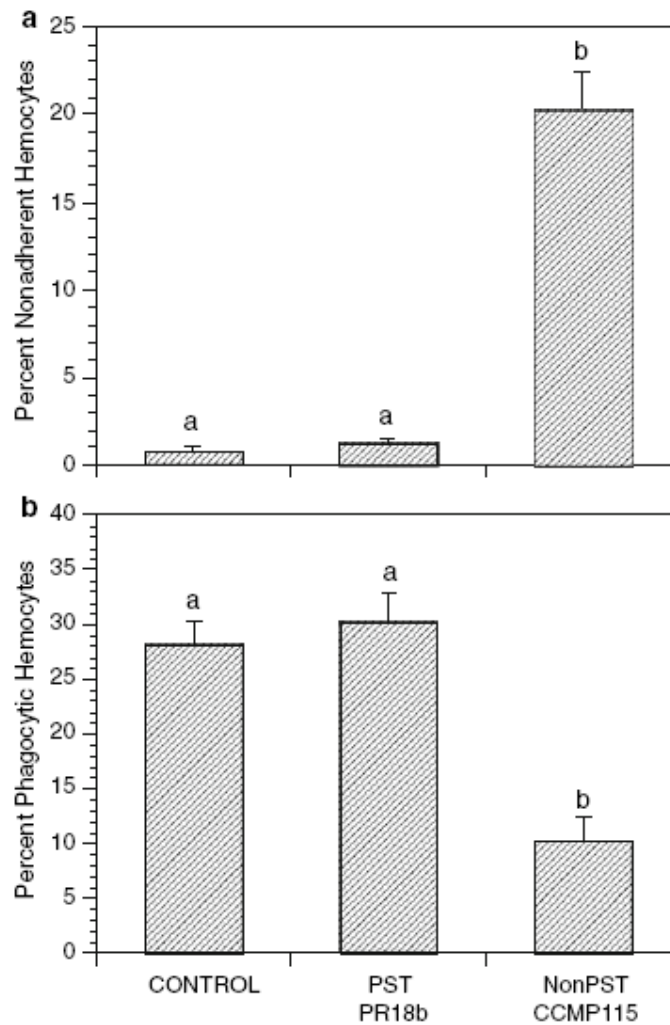 a
25
20
15
10
5
0
Percent Nonadherent Hemocytes
a
a
b
b
40
35
30
25
20
15
10
5
0
Percent Phagocytic Hemocytes
a
a
b
CONTROL
PST
PR18b
NonPST
CCMP115